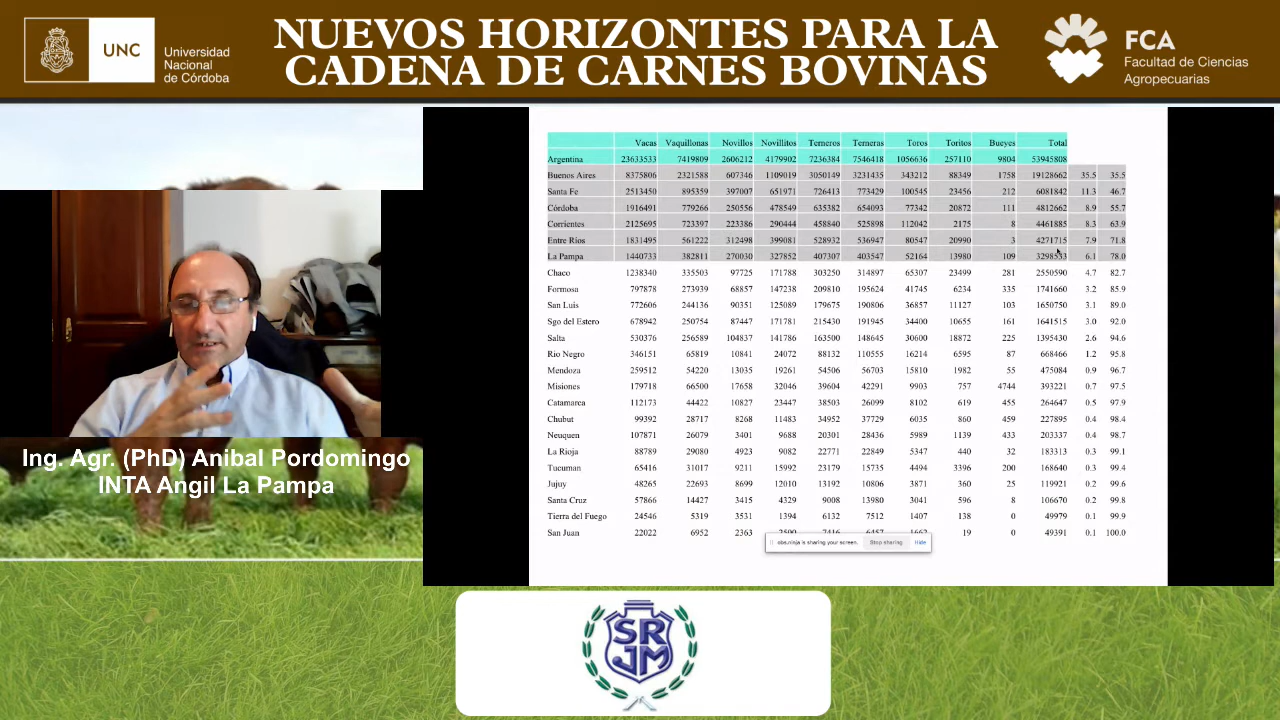 UNC
Universidad
Nacional
de Córdoba
NUEVOS HORIZONTES PARA LA
CADENA DE CARNES BOVINAS
FCA
Facultad de Ciencias
Agropecuarias
Vacas Vaquillonas Novillos Novillitos Terneros Terneras Toros Toritos Bueyes Total
Argentina 23633533 7419809 2606212 4179902 7236384 7546418 1056636 257110 9804 53945808
Buenos Aires 8375806 2321588 607346 1109019 3050149 3231435 343212 88349 1758 19128662 35.5 35.5
Santa Fe 2513450 895359 397007 651971 726413 773429 100545 23456 212 6081842 11.3 46.7
Córdoba 1916491 779266 250556 478549 635382 654093 77342 20872 111 4812662 8.9 55.7
Corrientes 2125695 723397 223386 290444 458840 525898 112042 2175 8 4461885 8.3 63.9
Entre Ríos 1831495 561222 312498 399081 528932 536947 80547 20990 3 4271715 7.9 71.8
La Pampa 1440733 382811 270030 327852 407307 403547 52164 13980 109 3298533 6.1 78.0
Chaco 1238340 335503 97725 171788 303250 314897 65307 23499 281 2550590 4.7 82.7
Formosa 797878 273939 68857 147238 209810 195624 41745 6234 335 1741660 3.2 85.9
San Luis 772606 244136 90351 125089 179675 190806 36857 11127 103 1650750 3.1 89.0
Sgo del Estero 678942 250754 87447 171781 215430 191945 34400 10655 161 1641515 3.0 92.0
Salta 530376 256589 104837 141786 163500 148645 30600 18872 225 1395430 2.6 94.6
Rio Negro 346151 65819 10841 24072 88132 110555 16214 6595 87 668466 1.2 95.8
Mendoza 259512 54220 13035 19261 54506 56703 15810 1982 55 475084 0.9 96.7
Misiones 179718 66500 17658 32046 39604 42291 9903 757 4744 393221 0.7 97.5
Catamarca 112173 44422 10827 23447 38503 27099 8102 619 455 264647 0.5 97.9
Chubut 99392 28717 8268 11483 34952 37729 6035 860 459 227895 0.4 98.4
Neuquen 107871 26079 3401 9688 20301 28436 5989 1139 433 203337 0.4 98.7
La Rioja 88789 29080 4923 9082 22771 22849 5347 440 32 183313 0.3 99.1
Tucuman 65416 31017 9211 15992 23179 15735 4494 3396 200 168640 0.3 99.4
Jujuy 48265 22693 8699 12010 13192 10806 3871 360 25 119921 0.2 99.6
Santa Cruz 57866 14427 3415 4329 9008 13980 3041 596 8 106670 0.2 99.8
Tierra del Fuego 24546 5319 3531 1394 6132 7512 1407 138 0 49979 0.1 99.9
San Juan 22022 6952 2363 19 0 49391 0.1 100.0
obs.ninja is sharing your screen. Stop sharing Hide
Ing. Agr. (PhD) Anibal Pordomingo
INTA Angil La Pampa
SR
JM